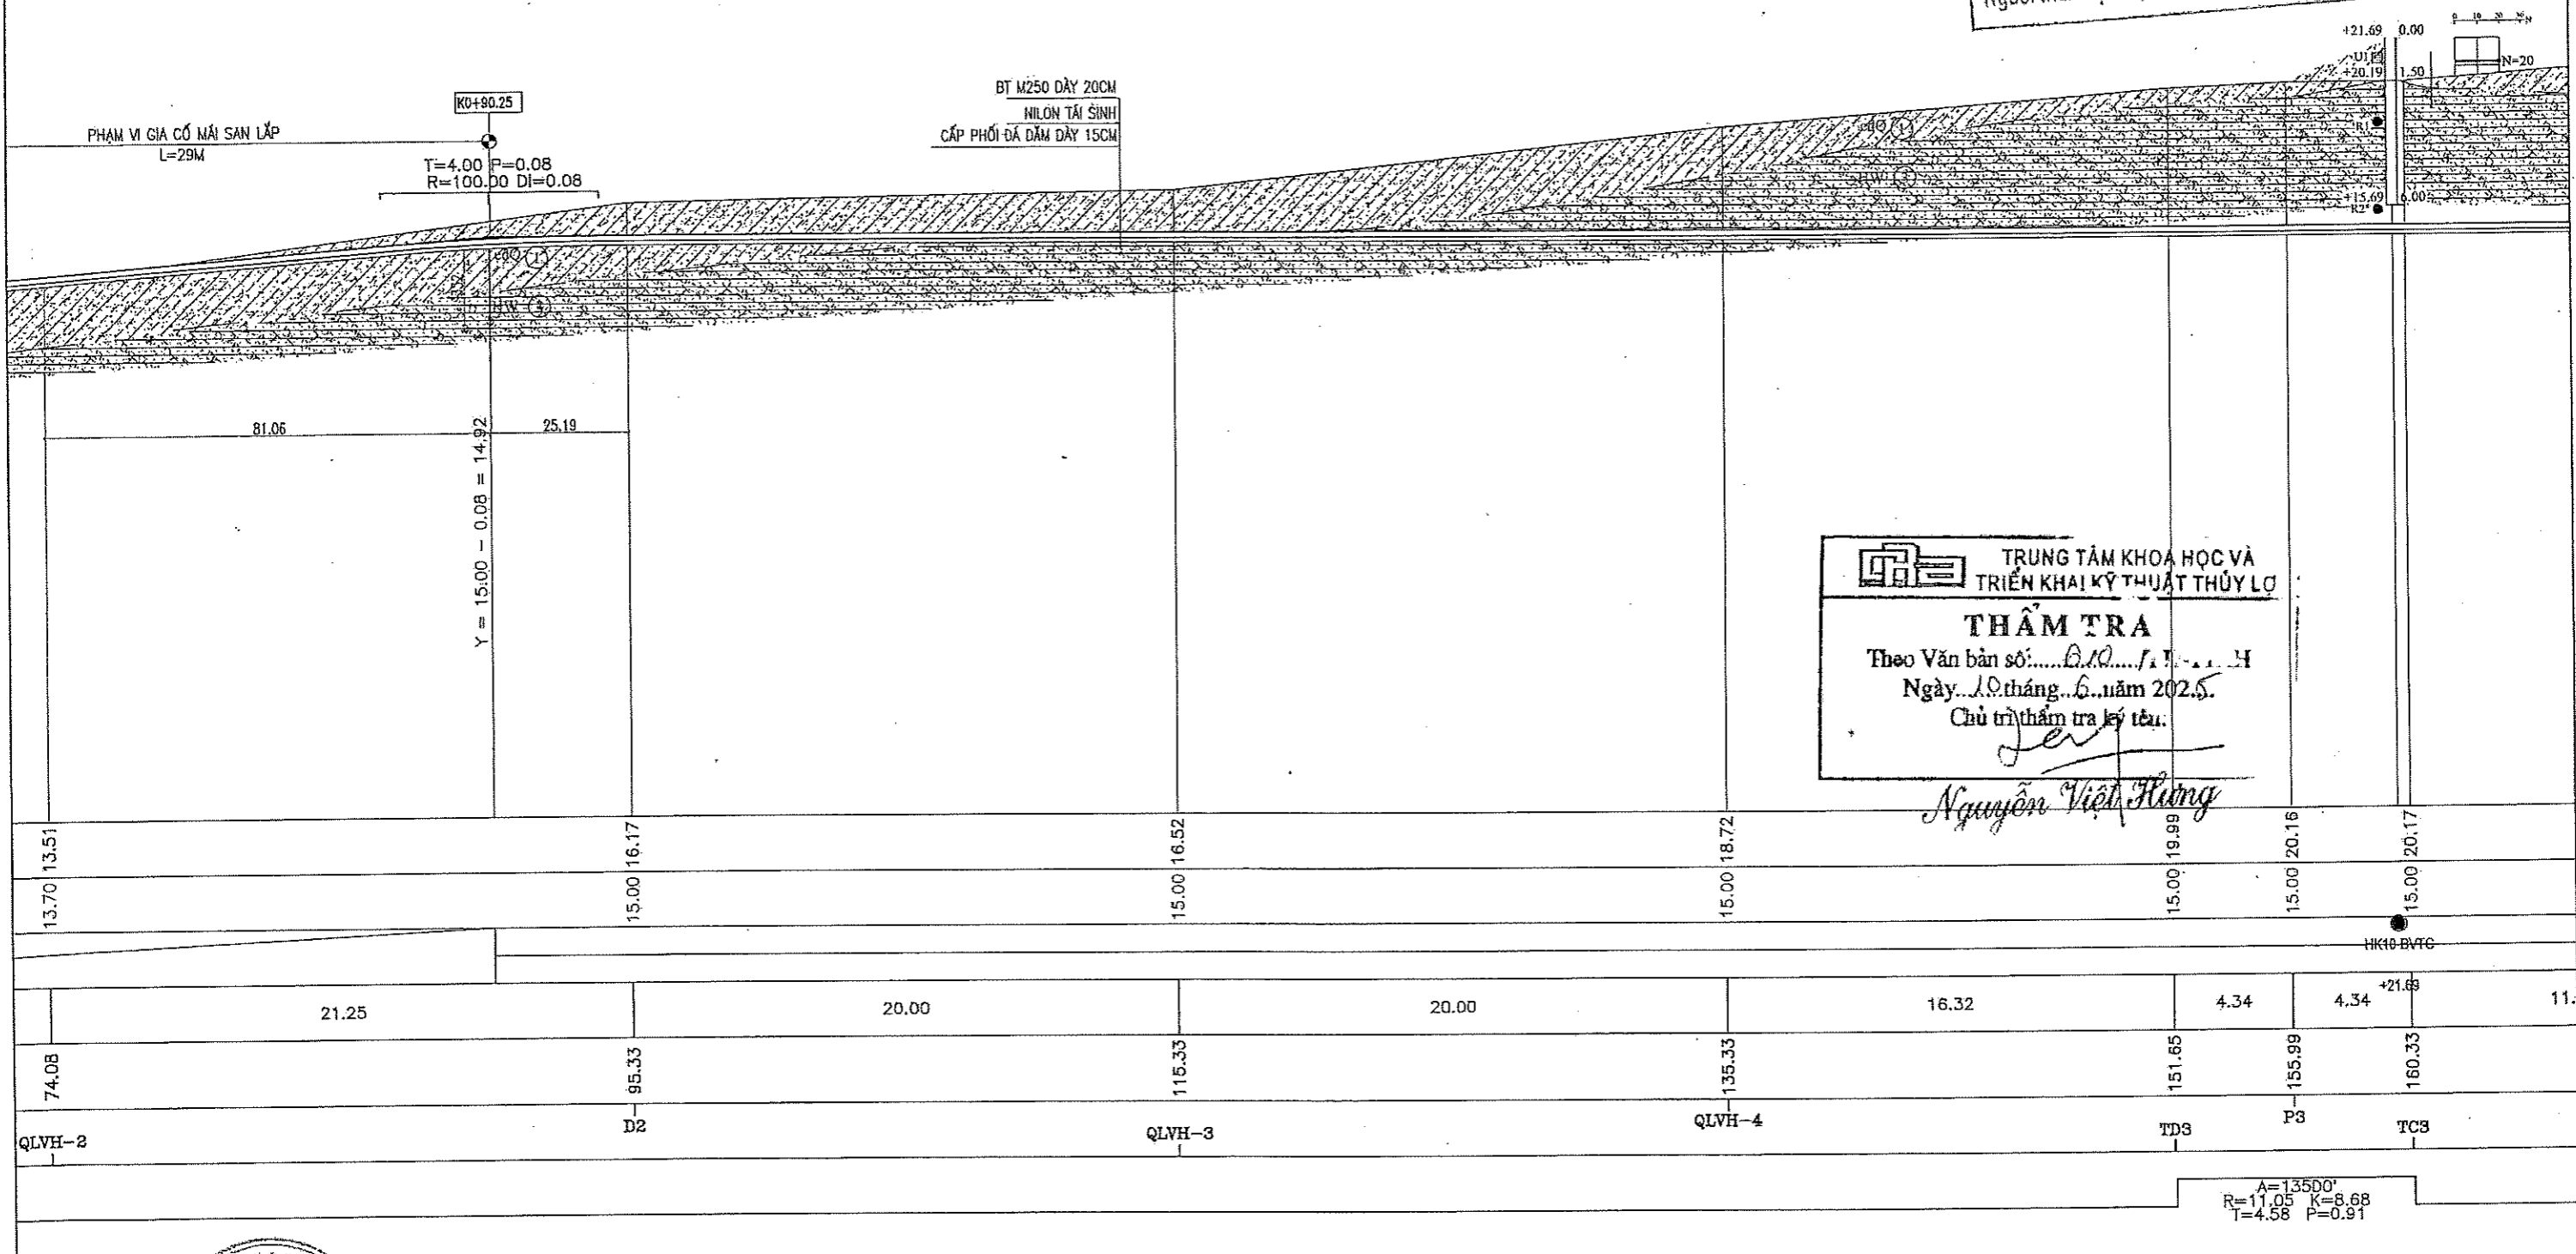 +21.69 0.00
N=20
+20.19 1.50
K0+90.25
BT M250 DÀY 20CM
NILON TÁI SINH
CẤP PHỐI ĐÁ DĂM DÀY 15CM
PHẠM VI GIA CỐ MÁI SAN LẤP
L=29M
T=4.00 P=0.08
R=100.00 DI=0.08
R1
+15.69 6.00
R2
81.06
25.19
Y = 15.00 - 0.08 = 14.92
TRUNG TÂM KHOA HỌC VÀ
TRIỂN KHAI KỸ THUẬT THỦY LỢ
THẨM TRA
Theo Văn bản số:
Ngày 10 tháng 6 năm 2025
Chủ trì thẩm tra ký tên:
Nguyễn Việt Hưng
13.51 16.17 16.52 18.72 19.99 20.16 20.17
13.70 15.00 15.00 15.00 15.00 15.00 15.00
HK10-BVTC
+21.69
21.25 20.00 20.00 16.32 4.34 4.34 11.
74.08 95.33 115.33 135.33 151.65 155.99 160.33
QLVH-2 D2 QLVH-3 QLVH-4 TD3 P3 TC3
A=135D0'
R=11.05 K=8.68
T=4.58 P=0.91